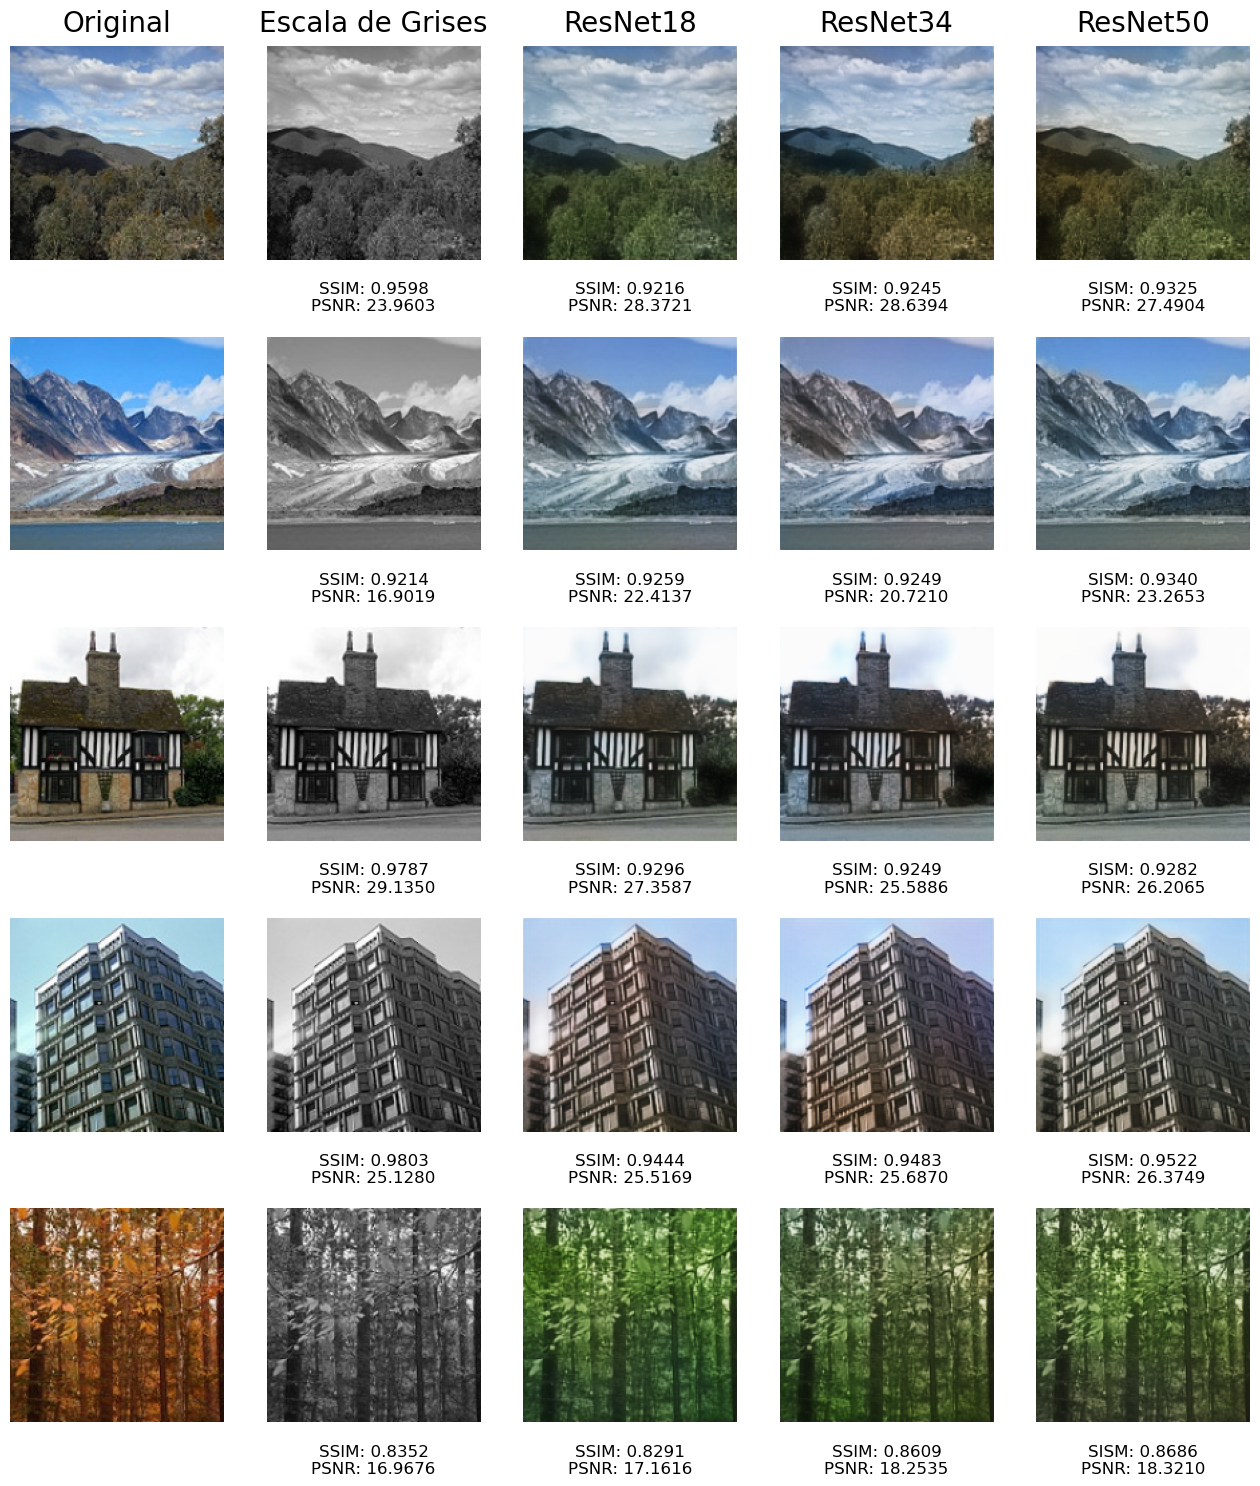 Original Escala de Grises ResNet18 ResNet34 ResNet50
SSIM: 0.9598 SSIM: 0.9216 SSIM: 0.9245 SISM: 0.9325
PSNR: 23.9603 PSNR: 28.3721 PSNR: 28.6394 PSNR: 27.4904
SSIM: 0.9214 SSIM: 0.9259 SSIM: 0.9249 SISM: 0.9340
PSNR: 16.9019 PSNR: 22.4137 PSNR: 20.7210 PSNR: 23.2653
SSIM: 0.9787 SSIM: 0.9296 SSIM: 0.9249 SISM: 0.9282
PSNR: 29.1350 PSNR: 27.3587 PSNR: 25.5886 PSNR: 26.2065
SSIM: 0.9803 SSIM: 0.9444 SSIM: 0.9483 SISM: 0.9522
PSNR: 25.1280 PSNR: 25.5169 PSNR: 25.6870 PSNR: 26.3749
SSIM: 0.8352 SSIM: 0.8291 SSIM: 0.8609 SISM: 0.8686
PSNR: 16.9676 PSNR: 17.1616 PSNR: 18.2535 PSNR: 18.3210